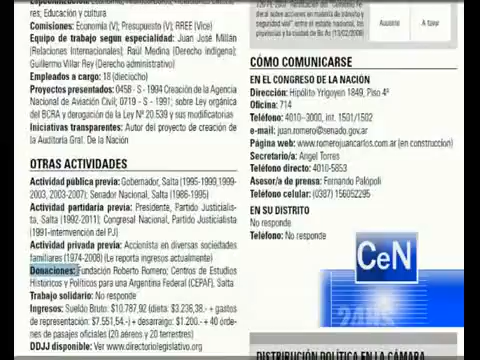 res, Educación y cultura
Comisiones: Economía (V); Presupuesto (V); RREE (Vice)
Equipo de trabajo según especialidad: Juan José Millán
(Relaciones Internacionales); Raúl Medina (Derecho indígena);
Guillermo Villar Rey (Derecho administrativo)
Empleados a cargo: 18 (dieciocho)
Proyectos presentados: 0458 - S - 1994 Creación de la Agencia
Nacional de Aviación Civil; 0719 - S - 1991; sobre Ley orgánica
del BCRA y derogación de la Ley Nº 20.539 y sus modificatorias
Iniciativas transparentes: Autor del proyecto de creación de
la Auditoría Gral. De la Nación
OTRAS ACTIVIDADES
Actividad pública previa: Gobernador, Salta (1995-1999,1999-
2003, 2003-2007); Senador Nacional, Salta (1986-1995)
Actividad partidaria previa: Presidente, Partido Justicialis-
ta, Salta (1992-2011); Congresal Nacional, Partido Justicialista
(1991-intervención del PJ)
Actividad privada previa: Accionista en diversas sociedades
familiares (1974-2008) (Le reporta ingresos actualmente)
Donaciones: Fundación Roberto Romero; Centros de Estudios
Históricos y Políticos para una Argentina Federal (CEPAF), Salta
Trabajo solidario: No responde
Ingresos: Sueldo Bruto: $10.787,92 (dieta: $3.236,38.- + gastos
de representación: $7.551,54.-) + desarraigo: $1.200.- + 40 órde-
nes de pasajes oficiales (20 aéreos y 20 terrestres)
DDJJ disponible: Ver www.directoriolegislativo.org
Ausente
A favor
CÓMO COMUNICARSE
EN EL CONGRESO DE LA NACIÓN
Dirección: Hipólito Yrigoyen 1849, Piso 4º
Oficina: 714
Teléfono: 4010-3000, int. 1501/1502
e-mail: juan.romero@senado.gov.ar
Página web: www.romerojuancarlos.com.ar (en construccion)
Secretario/a: Angel Torres
Teléfono directo: 4010-5853
Asesor/a de prensa: Fernando Palópoli
Teléfono celular: (0387) 156052295
EN SU DISTRITO
No responde
Teléfono: No responde
CeN
24HS
DISTRIBUCIÓN POLÍTICA EN LA CÁMARA